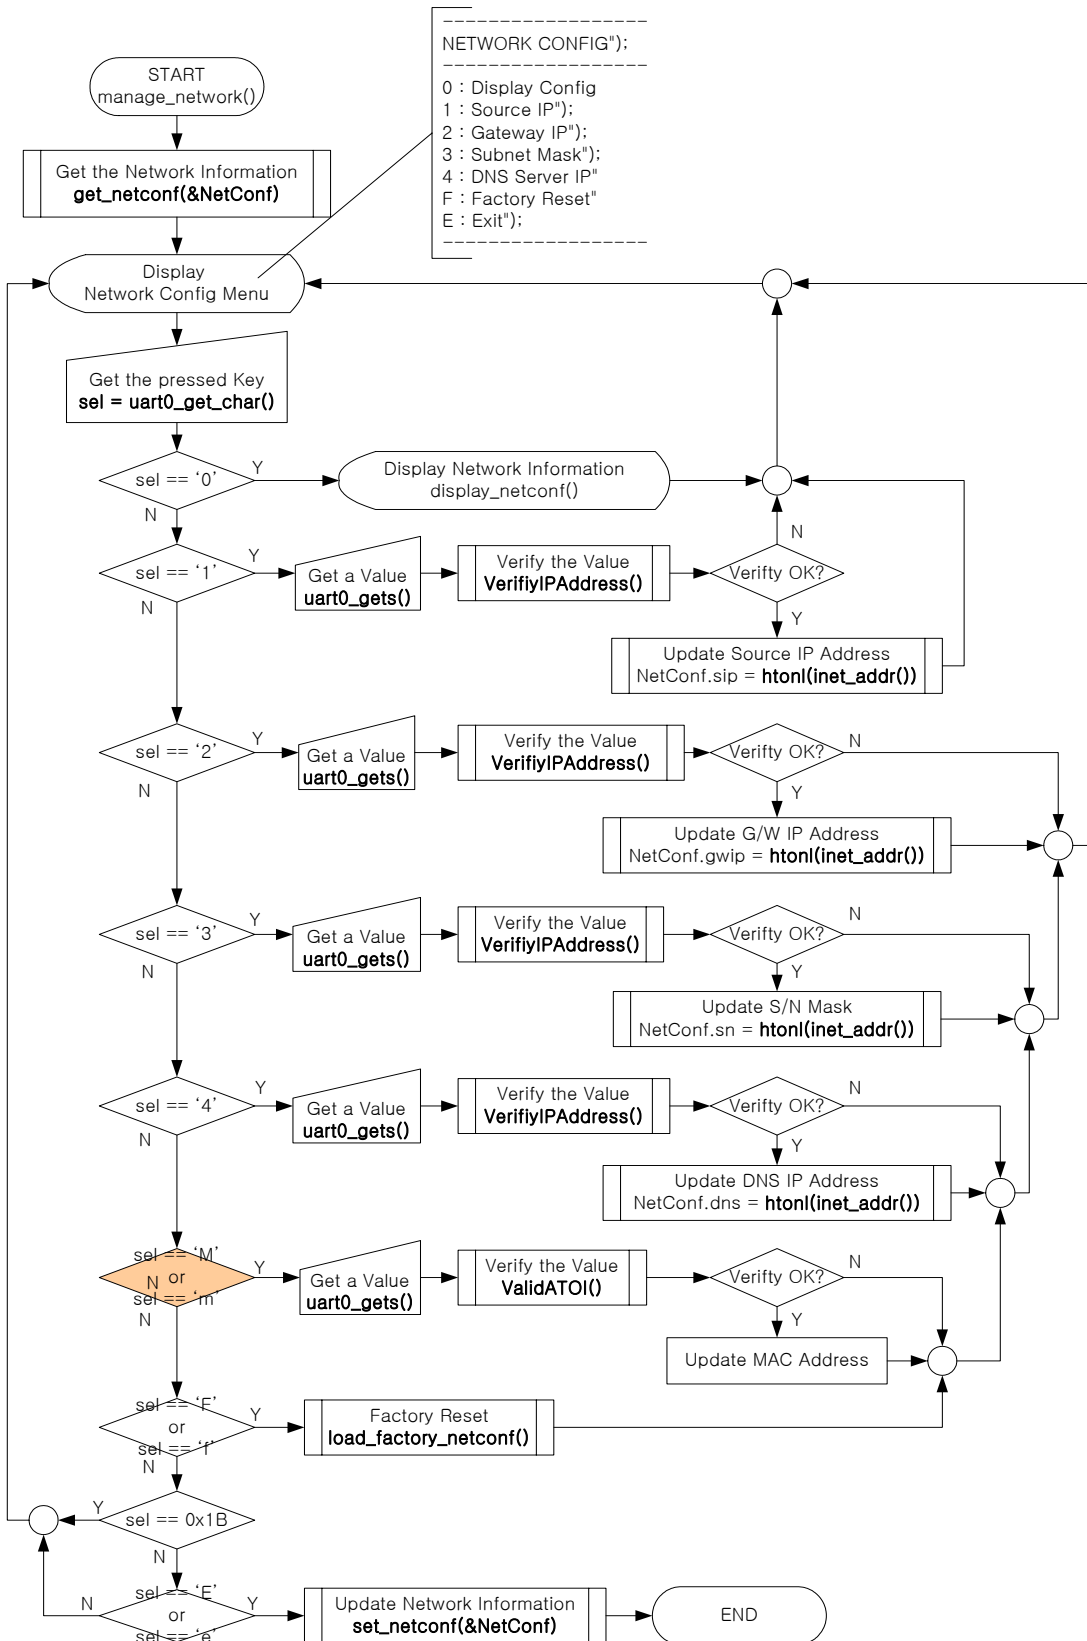 ------------------
NETWORK CONFIG");
------------------
0 : Display Config
1 : Source IP");
2 : Gateway IP");
3 : Subnet Mask");
4 : DNS Server IP"
F : Factory Reset"
E : Exit");
------------------
START
manage_network()
Get the Network Information
get_netconf(&NetConf)
Display
Network Config Menu
Get the pressed Key
sel = uart0_get_char()
sel == ‘0’
Y
N
Display Network Information
display_netconf()
sel == ‘1’
Y
N
Get a Value
uart0_gets()
Verify the Value
VerifiyIPAddress()
Verifty OK?
N
Y
Update Source IP Address
NetConf.sip = htonl(inet_addr())
sel == ‘2’
Y
N
Get a Value
uart0_gets()
Verify the Value
VerifiyIPAddress()
Verifty OK?
N
Y
Update G/W IP Address
NetConf.gwip = htonl(inet_addr())
sel == ‘3’
Y
N
Get a Value
uart0_gets()
Verify the Value
VerifiyIPAddress()
Verifty OK?
N
Y
Update S/N Mask
NetConf.sn = htonl(inet_addr())
sel == ‘4’
Y
N
Get a Value
uart0_gets()
Verify the Value
VerifiyIPAddress()
Verifty OK?
N
Y
Update DNS IP Address
NetConf.dns = htonl(inet_addr())
sel == ‘M’
or
sel == ‘m’
N
Y
N
Get a Value
uart0_gets()
Verify the Value
ValidATOI()
Verifty OK?
N
Y
Update MAC Address
sel == ‘F’
or
sel == ‘f’
Y
N
Factory Reset
load_factory_netconf()
sel == 0x1B
Y
N
sel == ‘E’
or
sel == ‘e’
N
Y
Update Network Information
set_netconf(&NetConf)
END